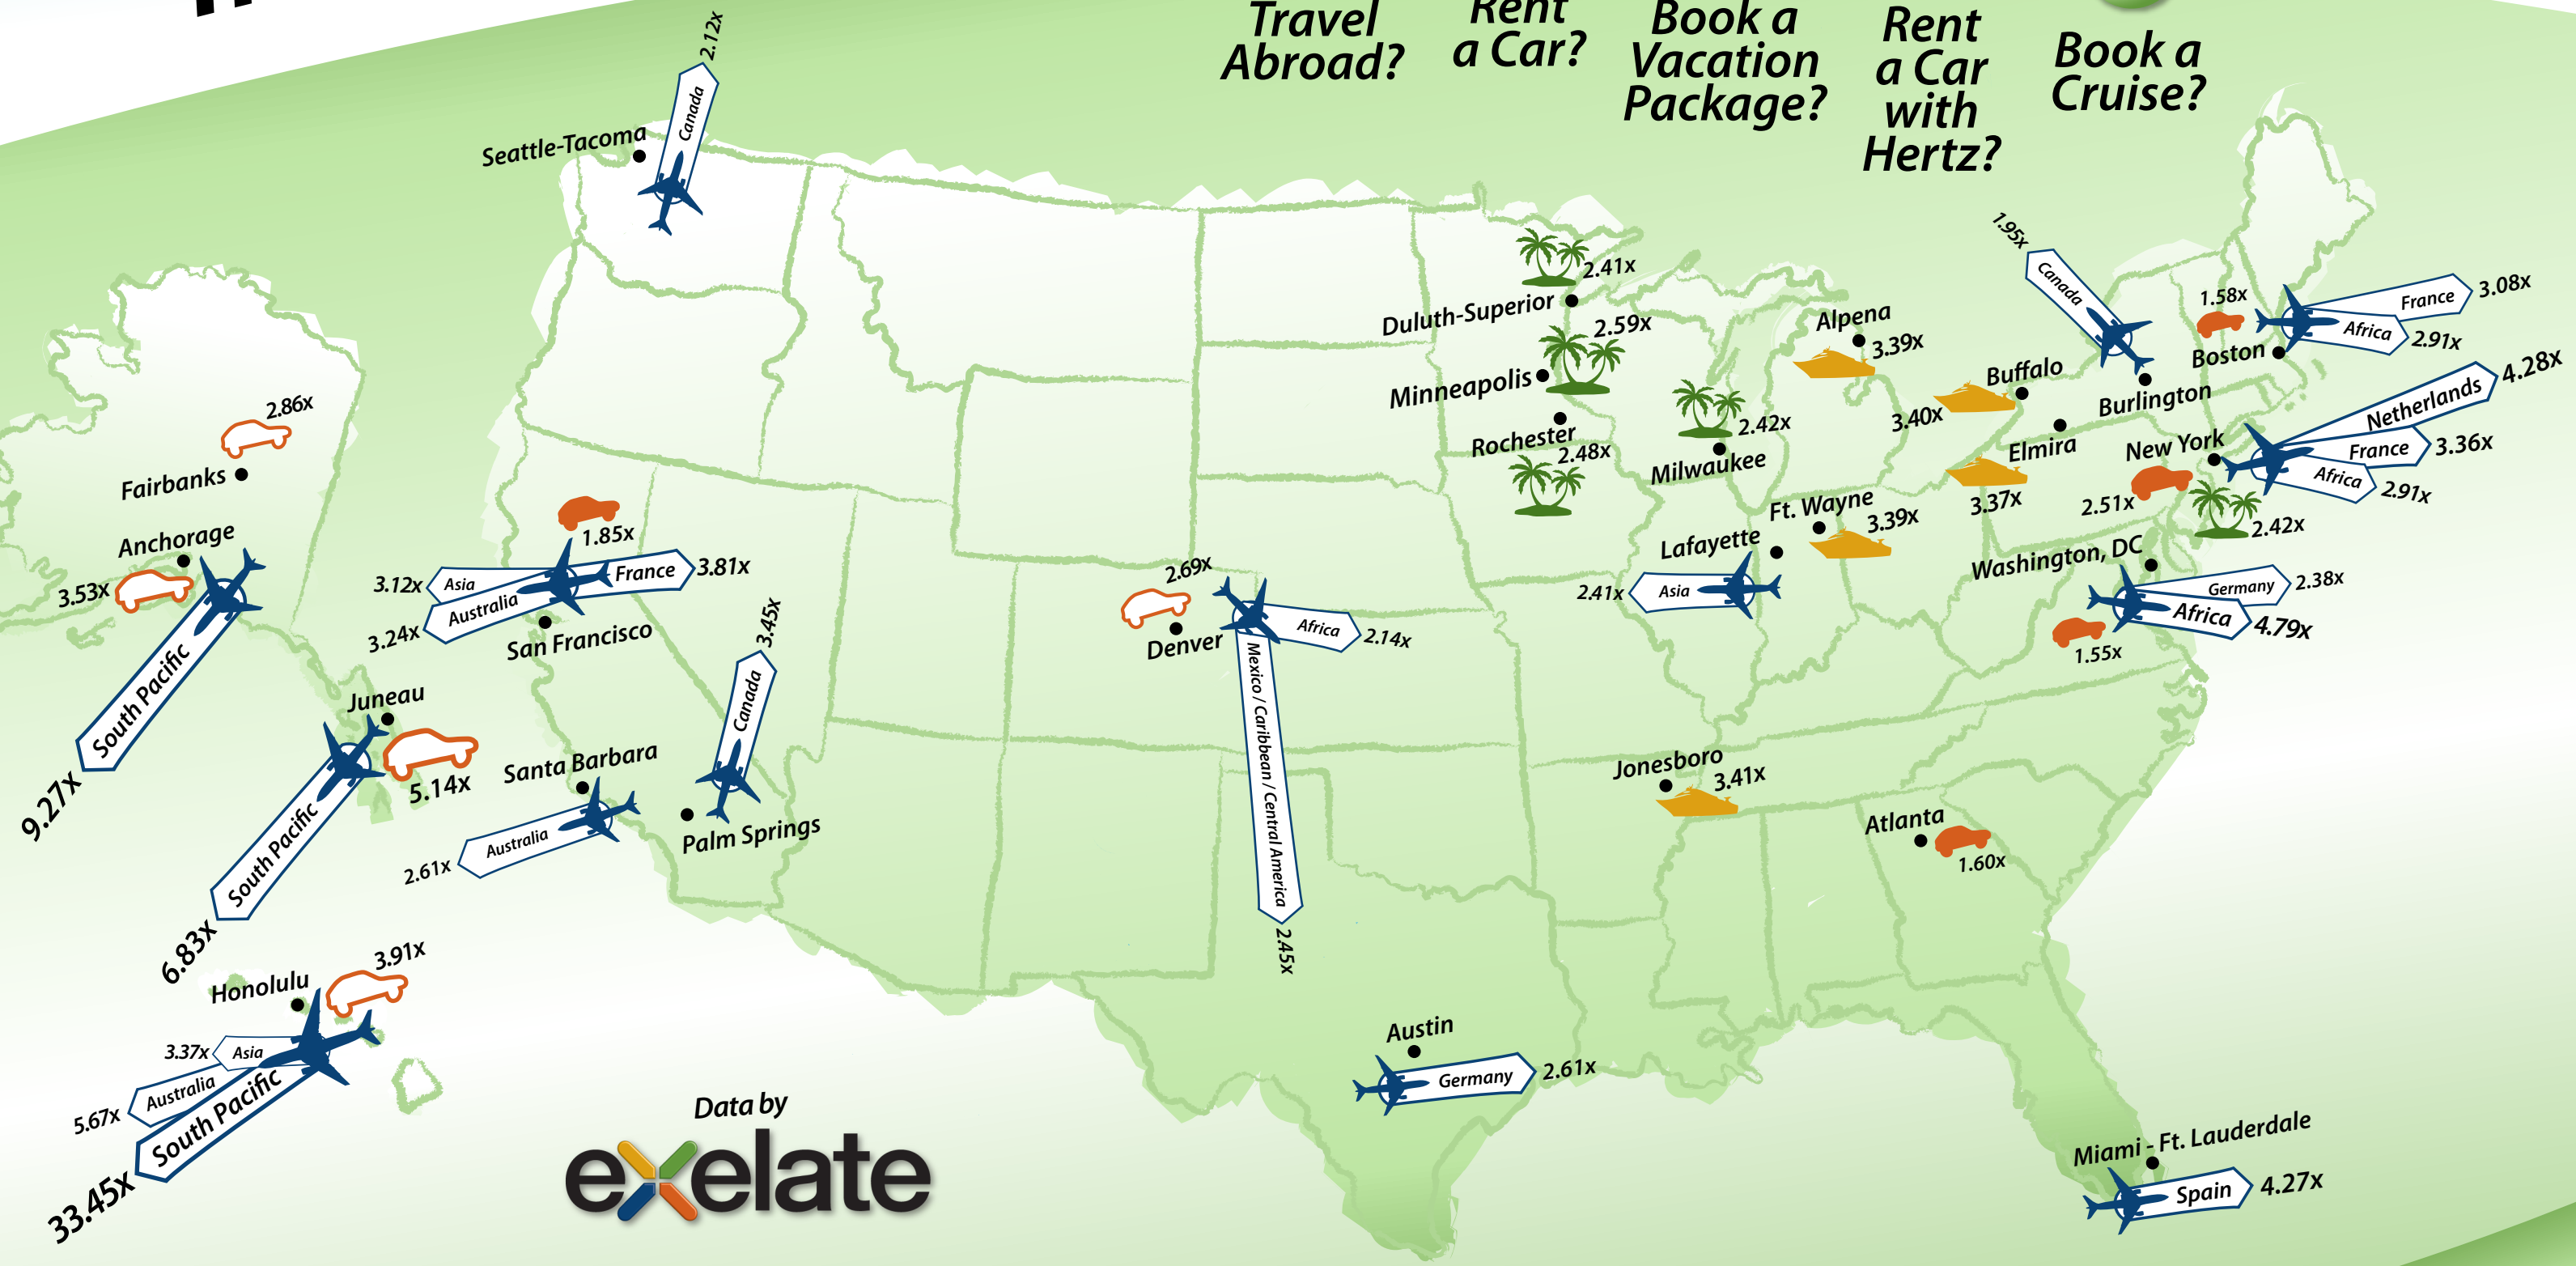 Travel
Abroad?
Rent
a Car?
Book a
Vacation
Package?
Rent
a Car
with
Hertz?
Book a
Cruise?
2.12x
Canada
Seattle-Tacoma
2.41x
Duluth-Superior
2.59x
Minneapolis
Rochester
2.48x
2.42x
Milwaukee
Alpena
3.39x
1.95x
Canada
Burlington
Buffalo
3.40x
Elmira
3.37x
1.58x
Boston
France
3.08x
Africa
2.91x
Netherlands
4.28x
New York
France
3.36x
Africa
2.91x
2.51x
2.42x
2.86x
Fairbanks
Anchorage
3.53x
South Pacific
9.27x
Juneau
5.14x
South Pacific
6.83x
1.85x
3.12x
Asia
France
3.81x
Australia
3.24x
San Francisco
3.45x
Canada
Palm Springs
Santa Barbara
Australia
2.61x
2.69x
Denver
Africa
2.14x
Mexico / Caribbean / Central America
2.45x
Ft. Wayne
3.39x
Lafayette
2.41x
Asia
Washington, DC
Germany
2.38x
Africa
4.79x
1.55x
Jonesboro
3.41x
Atlanta
1.60x
3.91x
Honolulu
3.37x
Asia
Australia
5.67x
South Pacific
33.45x
Austin
Germany
2.61x
Miami - Ft. Lauderdale
Spain
4.27x
Data by
exelate